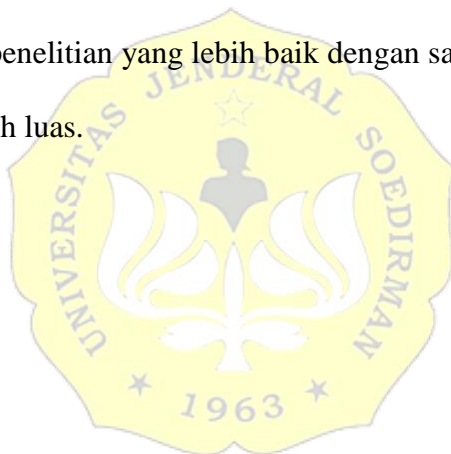 penelitian yang lebih baik dengan sa
h luas.
UNIVERSITAS JENDERAL SOEDIRMAN
1963